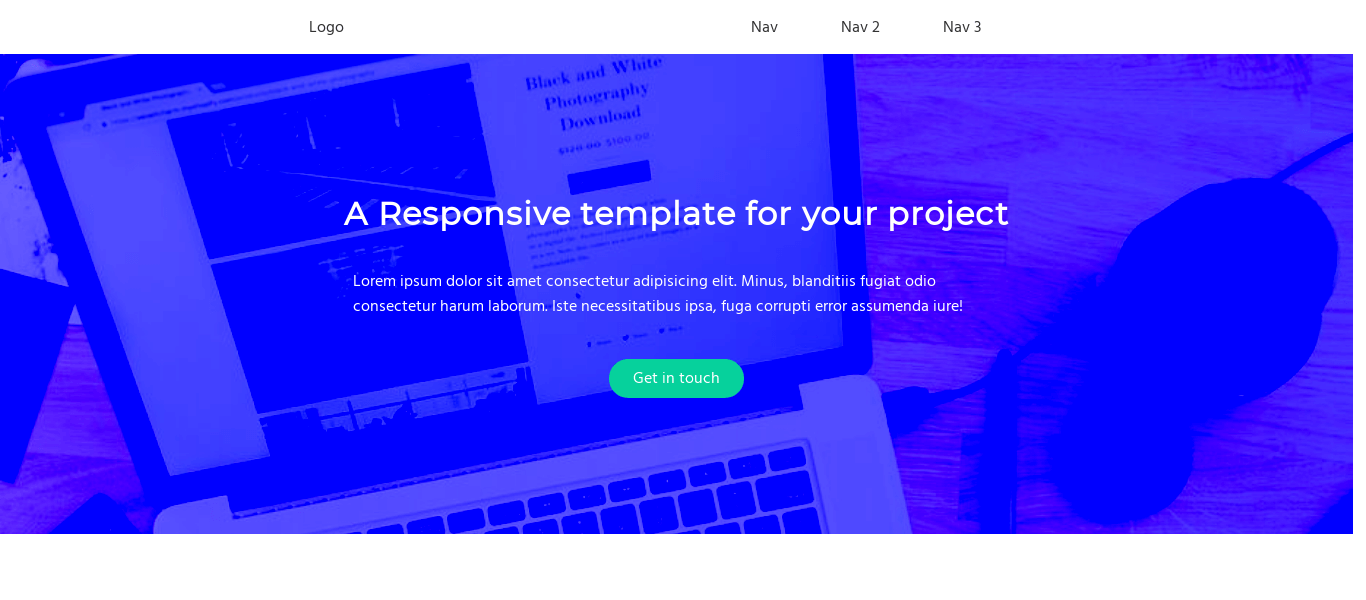 Logo
Nav
Nav 2
Nav 3
Black and White
Photography
Download
$120.00 $100.00
A Responsive template for your project
Lorem ipsum dolor sit amet consectetur adipisicing elit. Minus, blanditiis fugiat odio
consectetur harum laborum. Iste necessitatibus ipsa, fuga corrupti error assumenda iure!
Get in touch